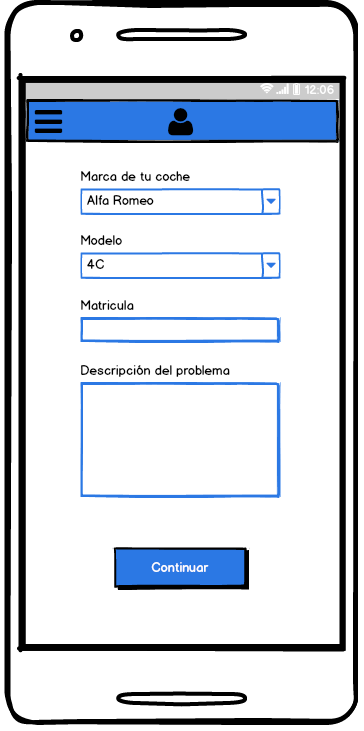 12:06
Marca de tu coche
Alfa Romeo
Modelo
4C
Matricula
Descripción del problema
Continuar